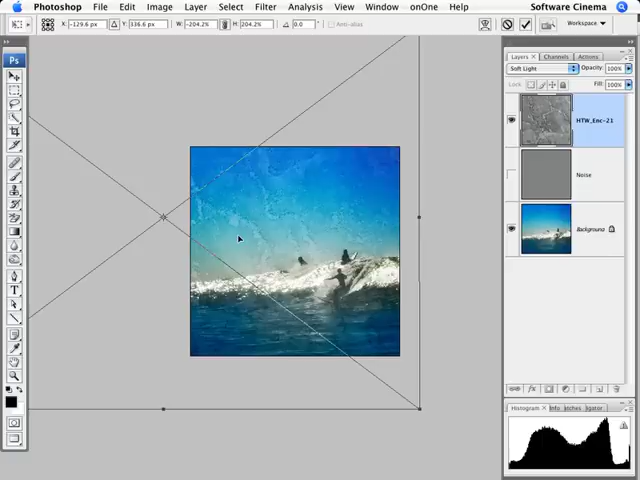 Photoshop File Edit Image Layer Select Filter Analysis View Window onOne Help Software Cinema
X: -129.6 px Y: 336.6 px W: -204.2% H: 204.2% 0.0 ° Anti-alias Workspace
Ps
Layers × Channels Actions
Soft Light Opacity: 100%
Lock: Fill: 100%
HTW_Enc-21
Noise
Background
Histogram × Info
T